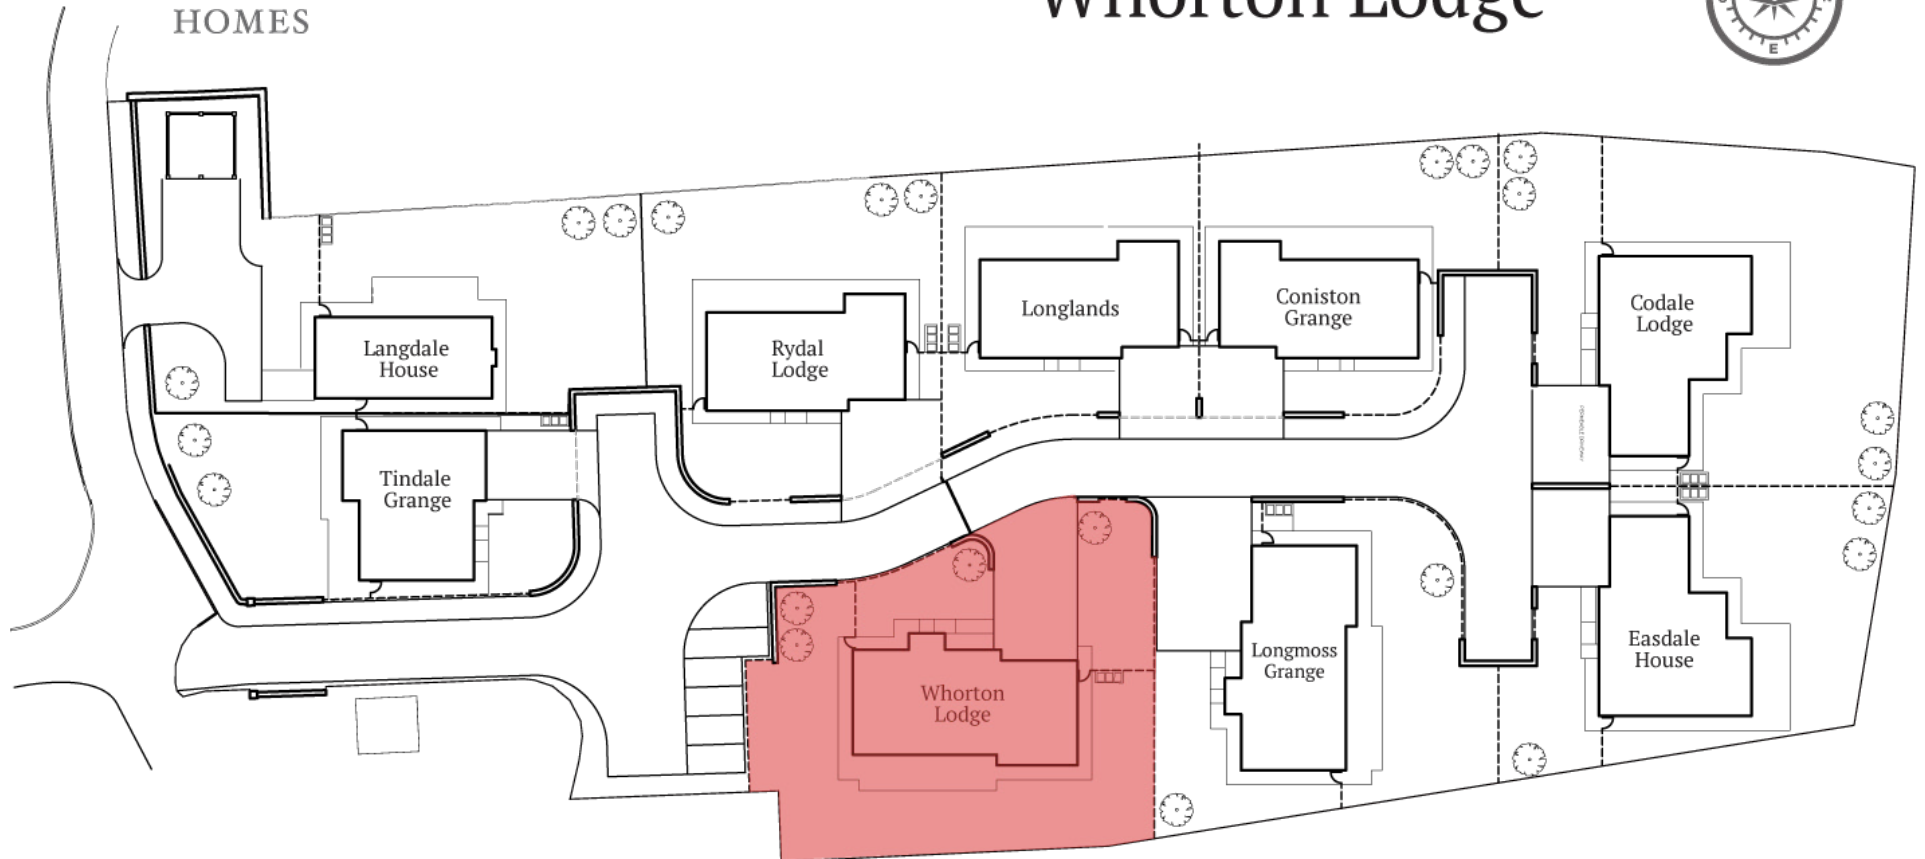 HOMES
Whorton Lodge
E
Longlands
Coniston
Grange
Codale
Lodge
Langdale
House
Rydal
Lodge
Tindale
Grange
Whorton
Lodge
Longmoss
Grange
Easdale
House